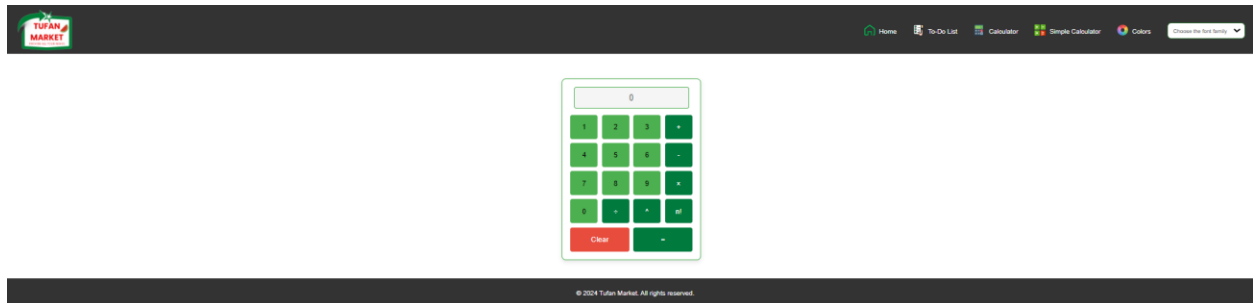 TUFAN
MARKET
Home To-Do List Calculator Simple Calculator Colors Choose the font family
0
1 2 3 +
4 5 6 -
7 8 9 ×
0 ÷ ^ n!
Clear =
© 2024 Tufan Market. All rights reserved.